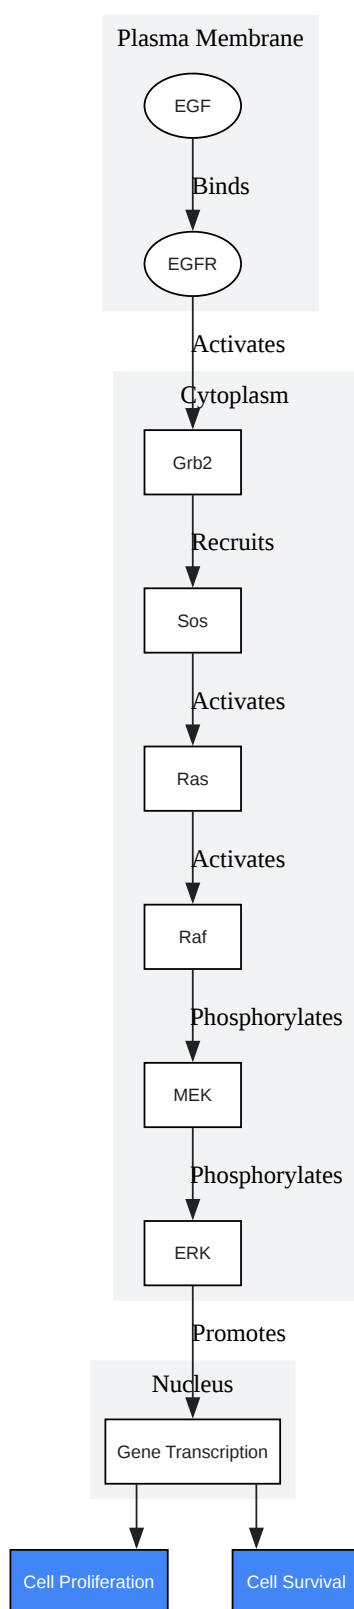 Plasma Membrane
EGF
Binds
EGFR
Activates
Cytoplasm
Grb2
Recruits
Sos
Activates
Ras
Activates
Raf
Phosphorylates
MEK
Phosphorylates
ERK
Promotes
Nucleus
Gene Transcription
Cell Proliferation
Cell Survival